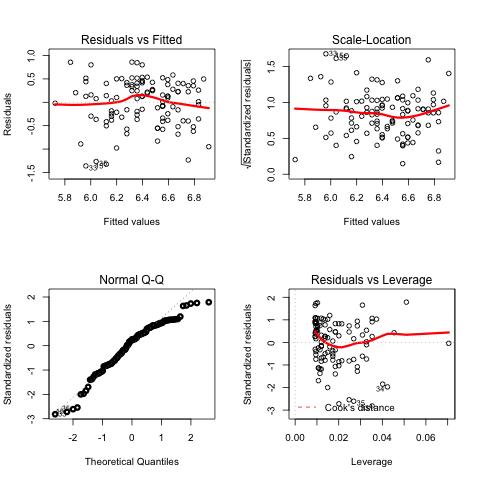 Residuals vs Fitted
Residuals
-1.5
-0.5
0.5
1.0
5.8 6.0 6.2 6.4 6.6 6.8
Fitted values
Scale-Location
√|Standardized residuals|
0.0
0.5
1.0
1.5
33
35
5.8 6.0 6.2 6.4 6.6 6.8
Fitted values
Normal Q-Q
Standardized residuals
-3
-2
-1
0
1
2
-2 -1 0 1 2
Theoretical Quantiles
Residuals vs Leverage
Standardized residuals
-3
-2
-1
0
1
2
34
35
Cook's distance
0.00 0.02 0.04 0.06
Leverage